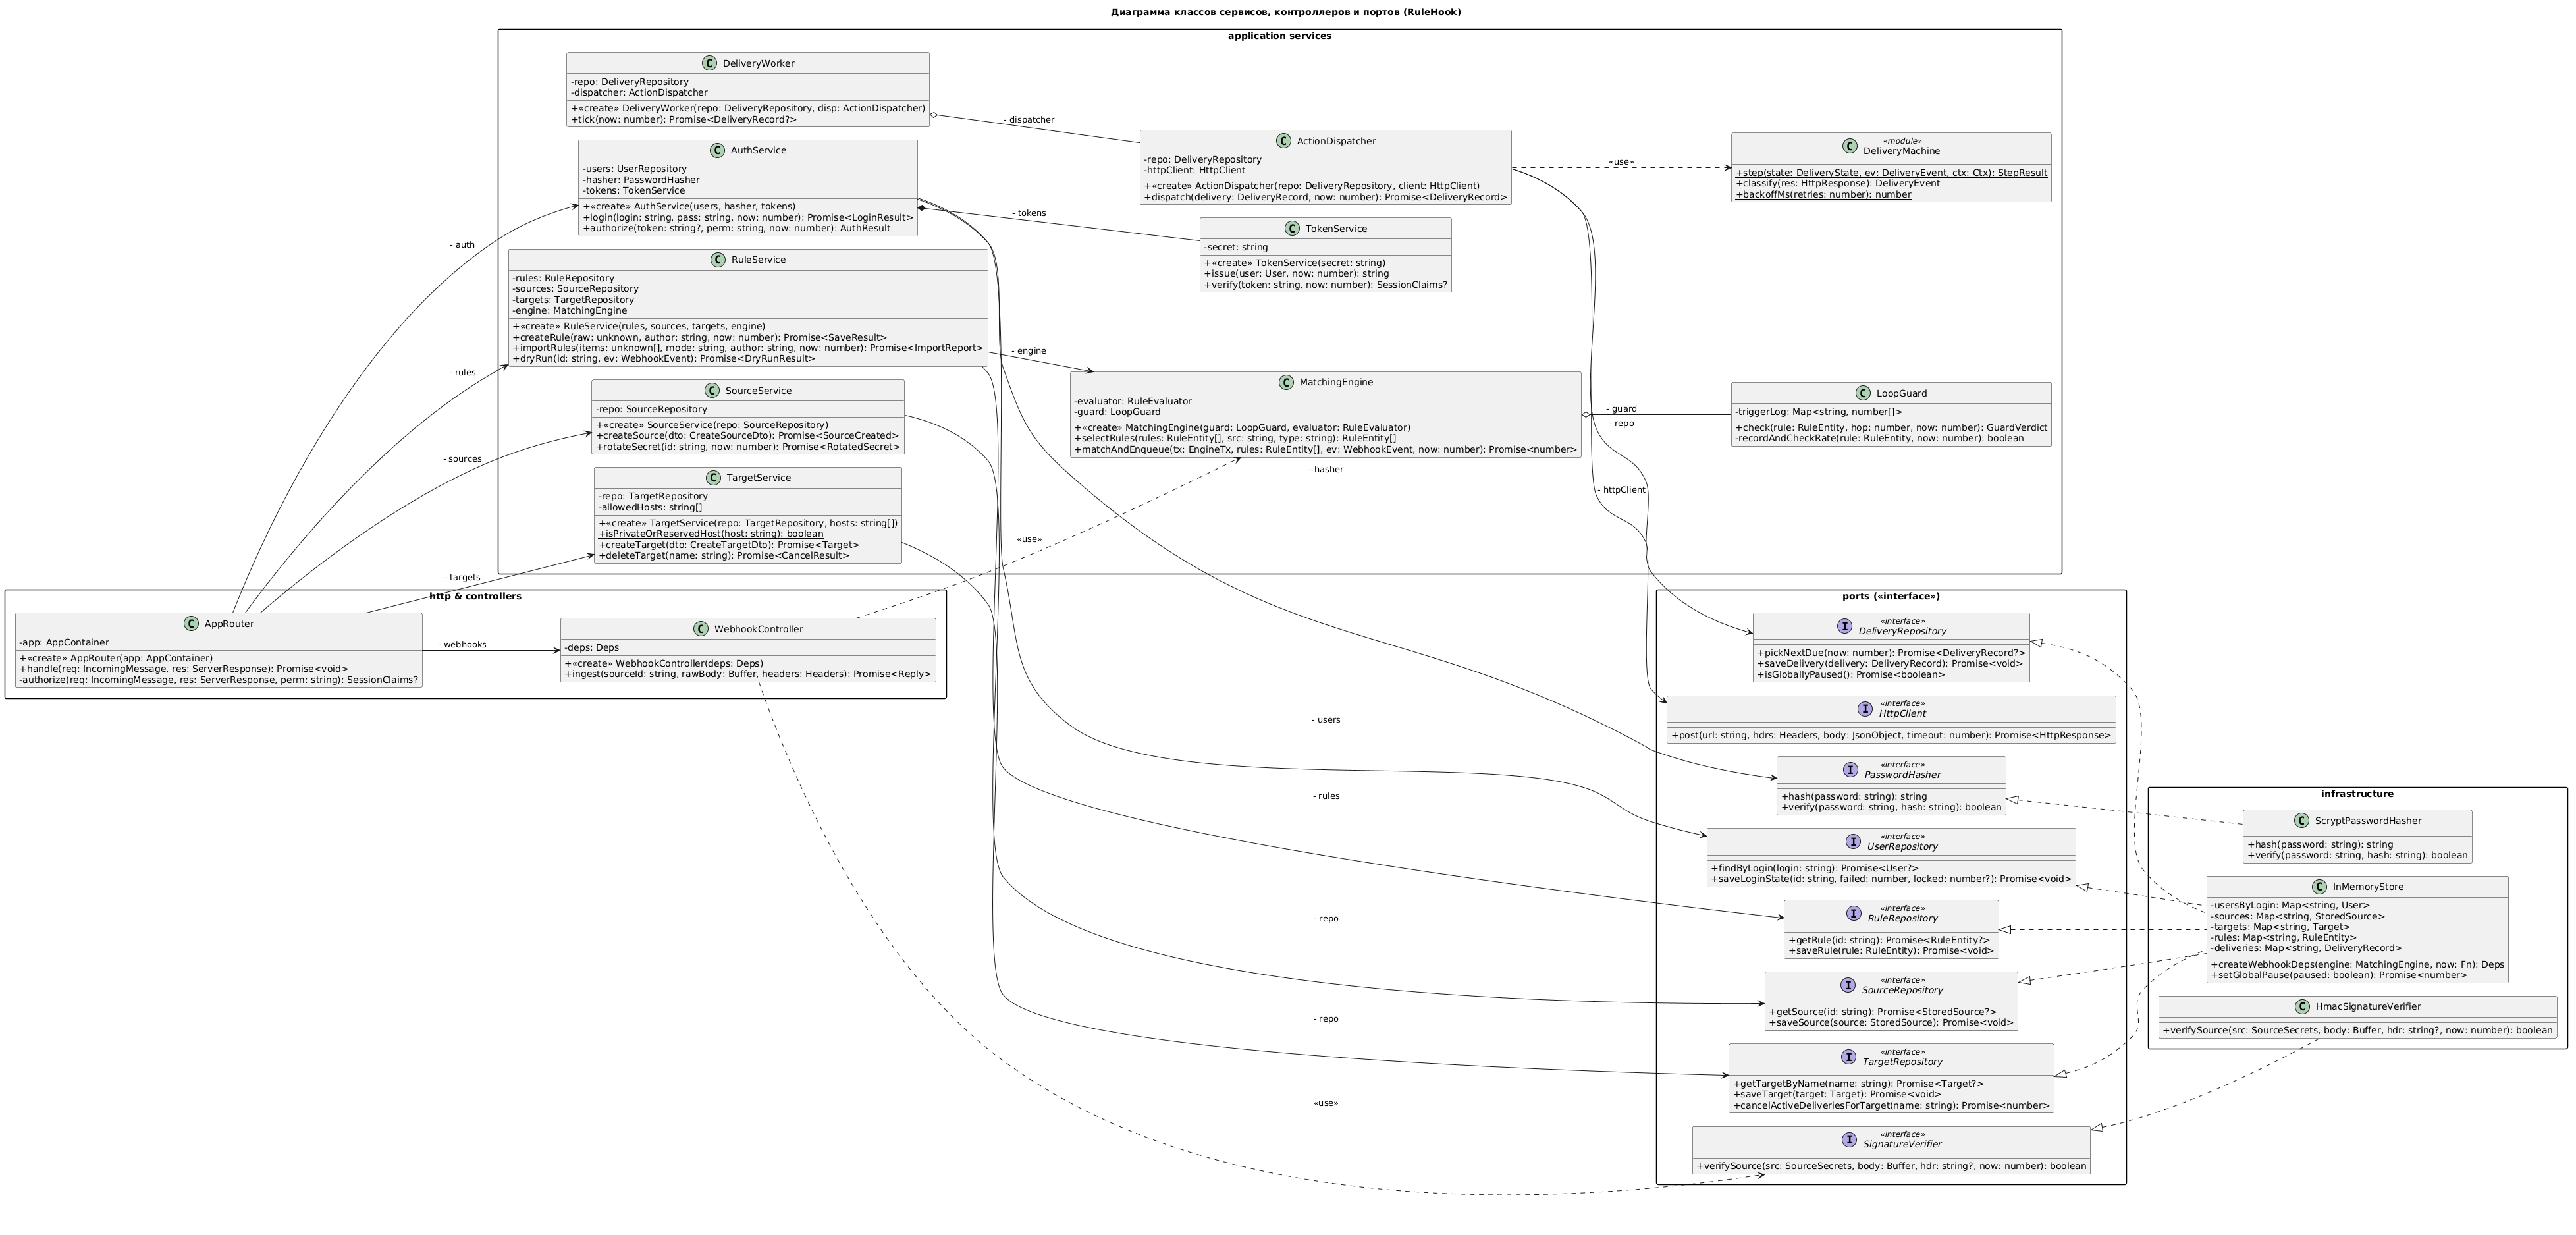 Диаграмма классов сервисов, контроллеров и портов (RuleHook)
application services
C DeliveryWorker
-repo: DeliveryRepository
-dispatcher: ActionDispatcher
+«create» DeliveryWorker(repo: DeliveryRepository, disp: ActionDispatcher)
+tick(now: number): Promise<DeliveryRecord?>
- dispatcher
C ActionDispatcher
-repo: DeliveryRepository
-httpClient: HttpClient
+«create» ActionDispatcher(repo: DeliveryRepository, client: HttpClient)
+dispatch(delivery: DeliveryRecord, now: number): Promise<DeliveryRecord>
«use»
C «module»
DeliveryMachine
+step(state: DeliveryState, ev: DeliveryEvent, ctx: Ctx): StepResult
+classify(res: HttpResponse): DeliveryEvent
+backoffMs(retries: number): number
C AuthService
-users: UserRepository
-hasher: PasswordHasher
-tokens: TokenService
+«create» AuthService(users, hasher, tokens)
+login(login: string, pass: string, now: number): Promise<LoginResult>
+authorize(token: string?, perm: string, now: number): AuthResult
- tokens
C TokenService
-secret: string
+«create» TokenService(secret: string)
+issue(user: User, now: number): string
+verify(token: string, now: number): SessionClaims?
- auth
C RuleService
-rules: RuleRepository
-sources: SourceRepository
-targets: TargetRepository
-engine: MatchingEngine
+«create» RuleService(rules, sources, targets, engine)
+createRule(raw: unknown, author: string, now: number): Promise<SaveResult>
+importRules(items: unknown[], mode: string, author: string, now: number): Promise<ImportReport>
+dryRun(id: string, ev: WebhookEvent): Promise<DryRunResult>
- engine
- rules
C MatchingEngine
-evaluator: RuleEvaluator
-guard: LoopGuard
+«create» MatchingEngine(guard: LoopGuard, evaluator: RuleEvaluator)
+selectRules(rules: RuleEntity[], src: string, type: string): RuleEntity[]
+matchAndEnqueue(tx: EngineTx, rules: RuleEntity[], ev: WebhookEvent, now: number): Promise<number>
- guard
- repo
C LoopGuard
-triggerLog: Map<string, number[]>
+check(rule: RuleEntity, hop: number, now: number): GuardVerdict
-recordAndCheckRate(rule: RuleEntity, now: number): boolean
C SourceService
-repo: SourceRepository
+«create» SourceService(repo: SourceRepository)
+createSource(dto: CreateSourceDto): Promise<SourceCreated>
+rotateSecret(id: string, now: number): Promise<RotatedSecret>
- sources
- hasher
- httpClient
C TargetService
-repo: TargetRepository
-allowedHosts: string[]
+«create» TargetService(repo: TargetRepository, hosts: string[])
+isPrivateOrReservedHost(host: string): boolean
+createTarget(dto: CreateTargetDto): Promise<Target>
+deleteTarget(name: string): Promise<CancelResult>
«use»
- targets
http & controllers
C AppRouter
-app: AppContainer
+«create» AppRouter(app: AppContainer)
+handle(req: IncomingMessage, res: ServerResponse): Promise<void>
-authorize(req: IncomingMessage, res: ServerResponse, perm: string): SessionClaims?
- webhooks
C WebhookController
-deps: Deps
+«create» WebhookController(deps: Deps)
+ingest(sourceId: string, rawBody: Buffer, headers: Headers): Promise<Reply>
ports («interface»)
I «interface»
DeliveryRepository
+pickNextDue(now: number): Promise<DeliveryRecord?>
+saveDelivery(delivery: DeliveryRecord): Promise<void>
+isGloballyPaused(): Promise<boolean>
I «interface»
HttpClient
+post(url: string, hdrs: Headers, body: JsonObject, timeout: number): Promise<HttpResponse>
- users
I «interface»
PasswordHasher
+hash(password: string): string
+verify(password: string, hash: string): boolean
- rules
I «interface»
UserRepository
+findByLogin(login: string): Promise<User?>
+saveLoginState(id: string, failed: number, locked: number?): Promise<void>
- repo
I «interface»
RuleRepository
+getRule(id: string): Promise<RuleEntity?>
+saveRule(rule: RuleEntity): Promise<void>
- repo
I «interface»
SourceRepository
+getSource(id: string): Promise<StoredSource?>
+saveSource(source: StoredSource): Promise<void>
«use»
I «interface»
TargetRepository
+getTargetByName(name: string): Promise<Target?>
+saveTarget(target: Target): Promise<void>
+cancelActiveDeliveriesForTarget(name: string): Promise<number>
I «interface»
SignatureVerifier
+verifySource(src: SourceSecrets, body: Buffer, hdr: string?, now: number): boolean
infrastructure
C ScryptPasswordHasher
+hash(password: string): string
+verify(password: string, hash: string): boolean
C InMemoryStore
-usersByLogin: Map<string, User>
-sources: Map<string, StoredSource>
-targets: Map<string, Target>
-rules: Map<string, RuleEntity>
-deliveries: Map<string, DeliveryRecord>
+createWebhookDeps(engine: MatchingEngine, now: Fn): Deps
+setGlobalPause(paused: boolean): Promise<number>
C HmacSignatureVerifier
+verifySource(src: SourceSecrets, body: Buffer, hdr: string?, now: number): boolean